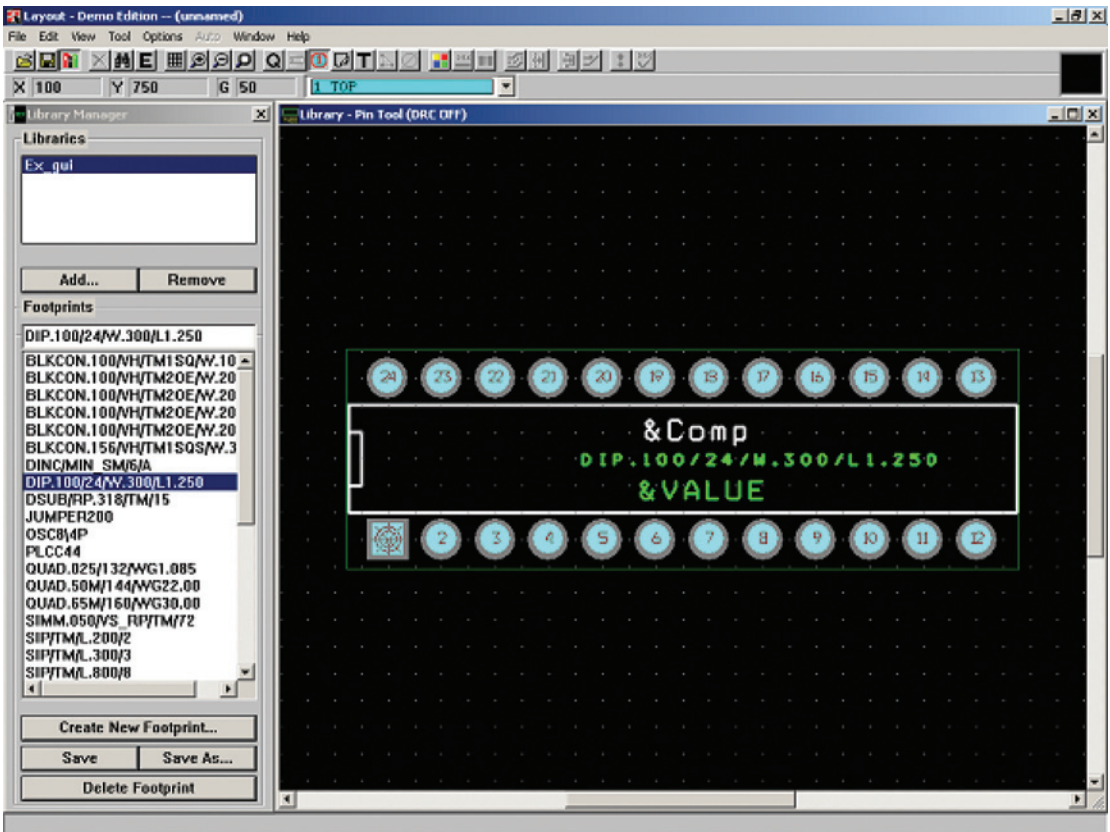 Layout - Demo Edition -- (unnamed)
File Edit View Tool Options Auto Window Help
X 100 Y 750 G 50 1 TOP
Library Manager
Library - Pin Tool (DRC OFF)
Libraries
Ex_gui
Add... Remove
Footprints
DIP.100/24/W.300/L1.250
BLKCON.100/VH/TM1SQ/W.10
BLKCON.100/VH/TM2OE/W.20
BLKCON.100/VH/TM2OE/W.20
BLKCON.100/VH/TM2OE/W.20
BLKCON.100/VH/TM2OE/W.20
BLKCON.156/VH/TM1SQS/W.3
DINC/MIN_SM/6/A
DIP.100/24/W.300/L1.250
DSUB/RP.318/TM/15
JUMPER200
OSC8\4P
PLCC44
QUAD.025/132/WG1.085
QUAD.50M/144/WG22.00
QUAD.65M/160/WG30.00
SIMM.050/VS_RP/TM/72
SIP/TM/L.200/2
SIP/TM/L.300/3
SIP/TM/L.800/8
Create New Footprint...
Save Save As...
Delete Footprint
24 23 22 21 20 19 18 17 16 15 14 13
&Comp
DIP.100/24/W.300/L1.250
&VALUE
2 3 4 5 6 7 8 9 10 11 12